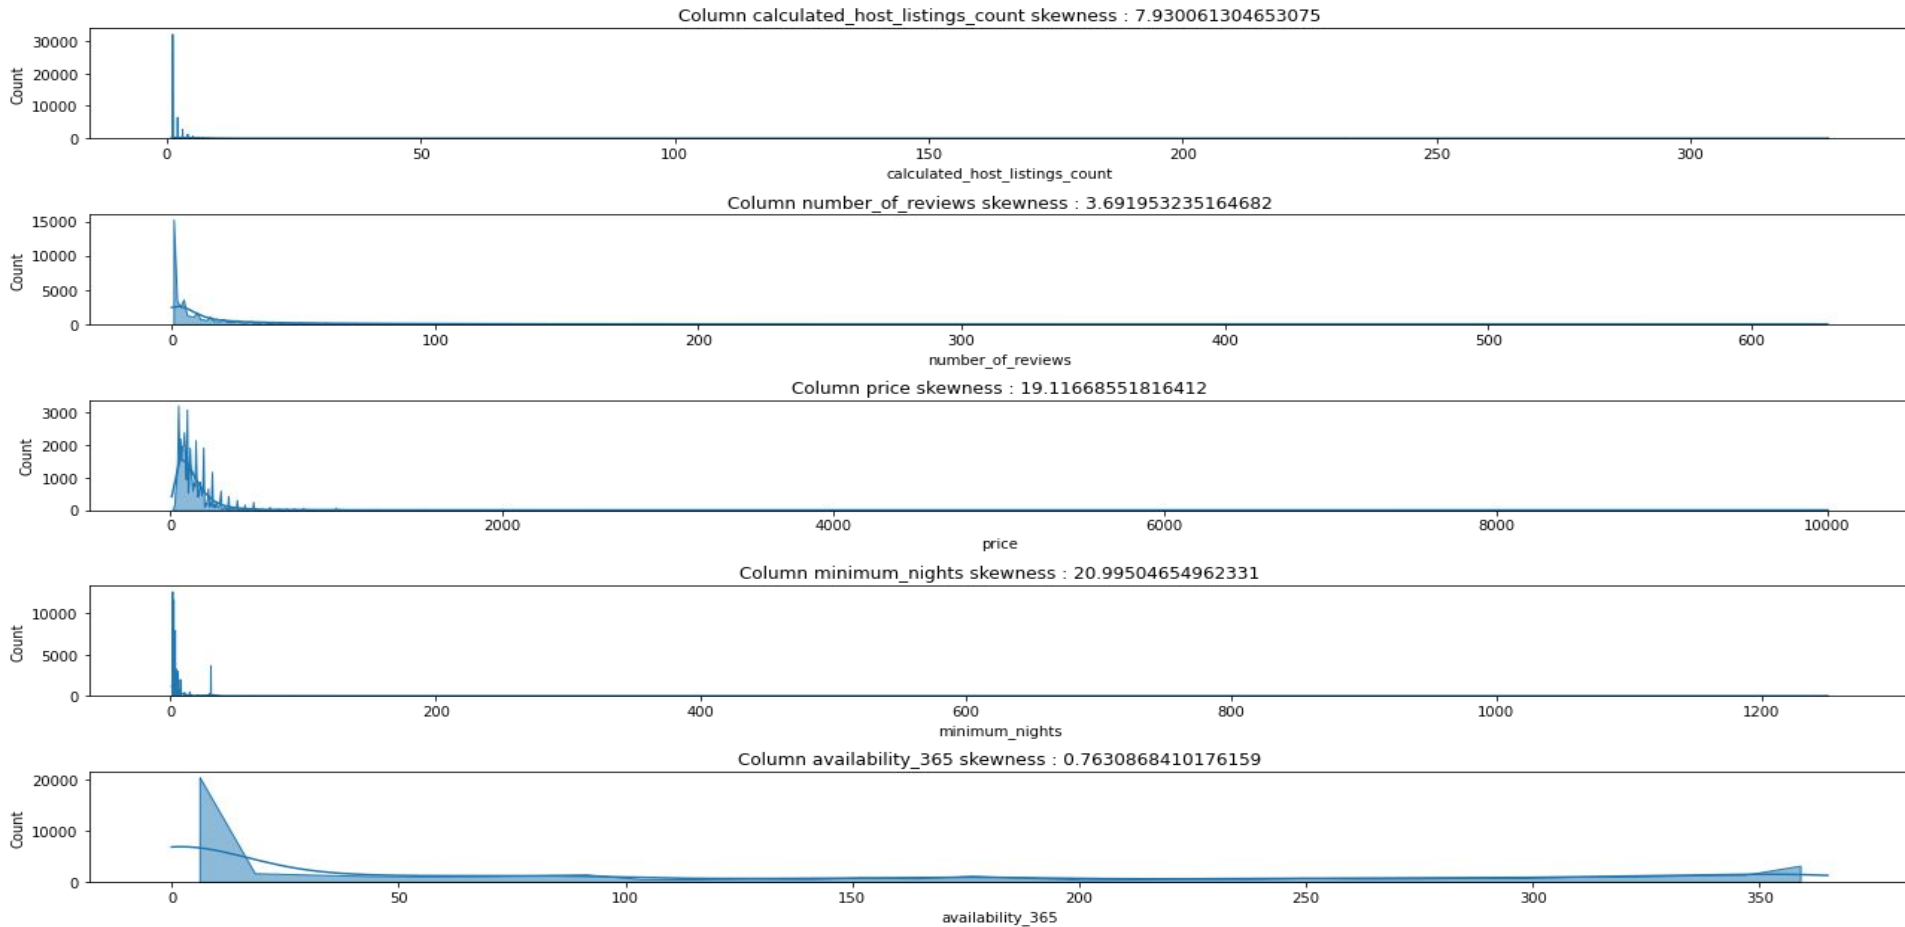 Column calculated_host_listings_count skewness : 7.930061304653075
30000
20000
10000
0
Count
0 50 100 150 200 250 300
calculated_host_listings_count
Column number_of_reviews skewness : 3.691953235164682
15000
10000
5000
0
Count
0 100 200 300 400 500 600
number_of_reviews
Column price skewness : 19.11668551816412
3000
2000
1000
0
Count
0 2000 4000 6000 8000 10000
price
Column minimum_nights skewness : 20.99504654962331
10000
5000
0
Count
0 200 400 600 800 1000 1200
minimum_nights
Column availability_365 skewness : 0.7630868410176159
20000
10000
0
Count
0 50 100 150 200 250 300 350
availability_365